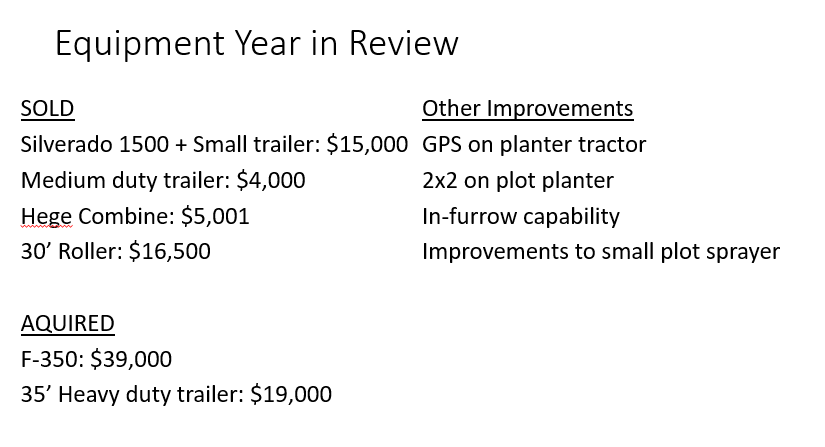 Equipment Year in Review
SOLD
Silverado 1500 + Small trailer: $15,000
Medium duty trailer: $4,000
Hege Combine: $5,001
30’ Roller: $16,500
AQUIRED
F-350: $39,000
35’ Heavy duty trailer: $19,000
Other Improvements
GPS on planter tractor
2x2 on plot planter
In-furrow capability
Improvements to small plot sprayer